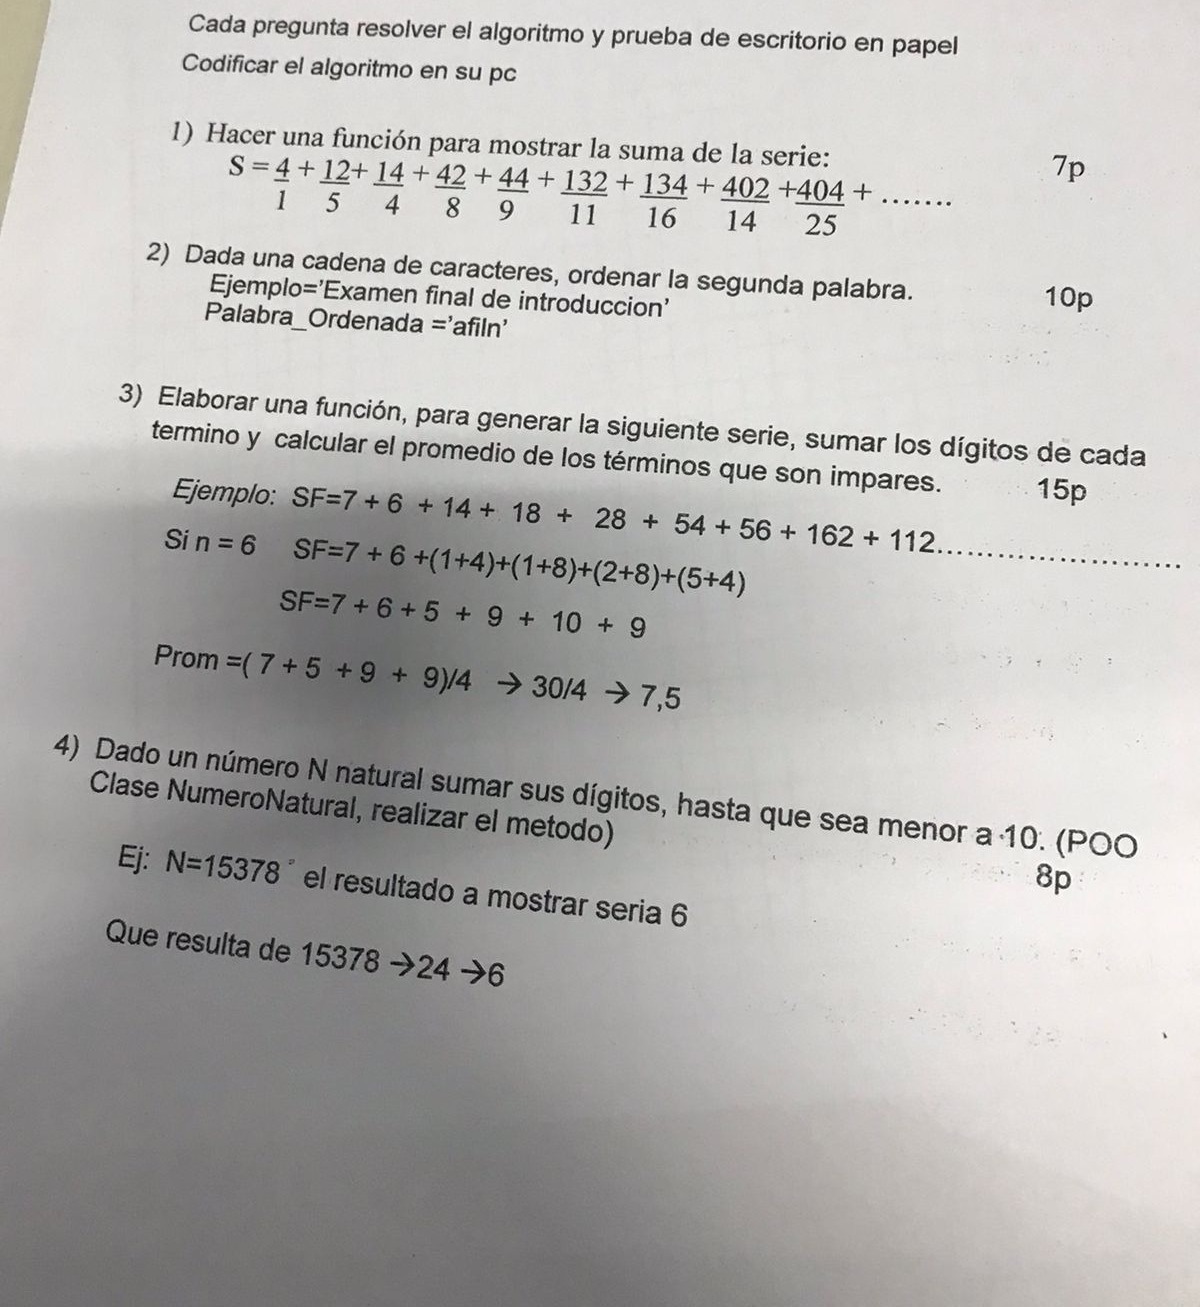 Cada pregunta resolver el algoritmo y prueba de escritorio en papel
Codificar el algoritmo en su pc
1) Hacer una función para mostrar la suma de la serie: 7p
S = 4 + 12+ 14 + 42 + 44 + 132 + 134 + 402 +404 + .......
1 5 4 8 9 11 16 14 25
2) Dada una cadena de caracteres, ordenar la segunda palabra. 10p
Ejemplo='Examen final de introduccion'
Palabra_Ordenada ='afiln'
3) Elaborar una función, para generar la siguiente serie, sumar los dígitos de cada
termino y calcular el promedio de los términos que son impares. 15p
Ejemplo: SF=7 + 6 + 14 + 18 + 28 + 54 + 56 + 162 + 112.......................
Si n = 6 SF=7 + 6 +(1+4)+(1+8)+(2+8)+(5+4)
SF=7 + 6 + 5 + 9 + 10 + 9
Prom =( 7 + 5 + 9 + 9)/4 → 30/4 → 7,5
4) Dado un número N natural sumar sus dígitos, hasta que sea menor a 10. (POO
Clase NumeroNatural, realizar el metodo) 8p
Ej: N=15378 el resultado a mostrar seria 6
Que resulta de 15378 →24 →6